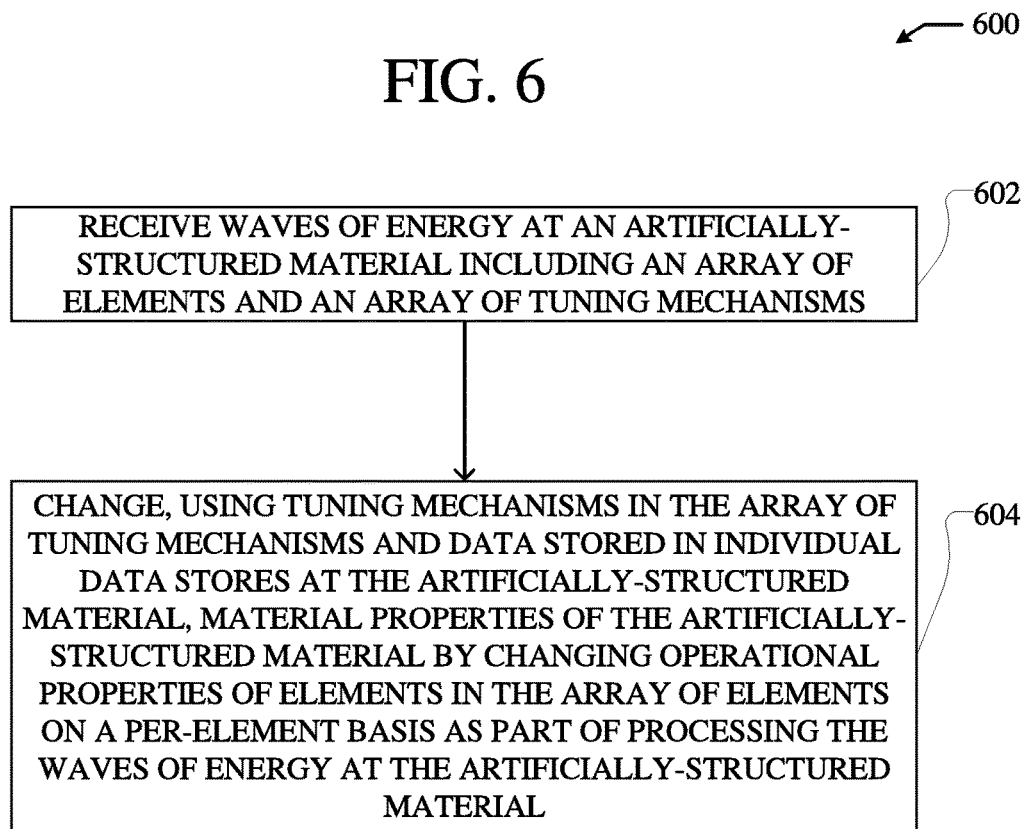 600
FIG. 6
602
RECEIVE WAVES OF ENERGY AT AN ARTIFICIALLY-
STRUCTURED MATERIAL INCLUDING AN ARRAY OF
ELEMENTS AND AN ARRAY OF TUNING MECHANISMS
604
CHANGE, USING TUNING MECHANISMS IN THE ARRAY OF
TUNING MECHANISMS AND DATA STORED IN INDIVIDUAL
DATA STORES AT THE ARTIFICIALLY-STRUCTURED
MATERIAL, MATERIAL PROPERTIES OF THE ARTIFICIALLY-
STRUCTURED MATERIAL BY CHANGING OPERATIONAL
PROPERTIES OF ELEMENTS IN THE ARRAY OF ELEMENTS
ON A PER-ELEMENT BASIS AS PART OF PROCESSING THE
WAVES OF ENERGY AT THE ARTIFICIALLY-STRUCTURED
MATERIAL